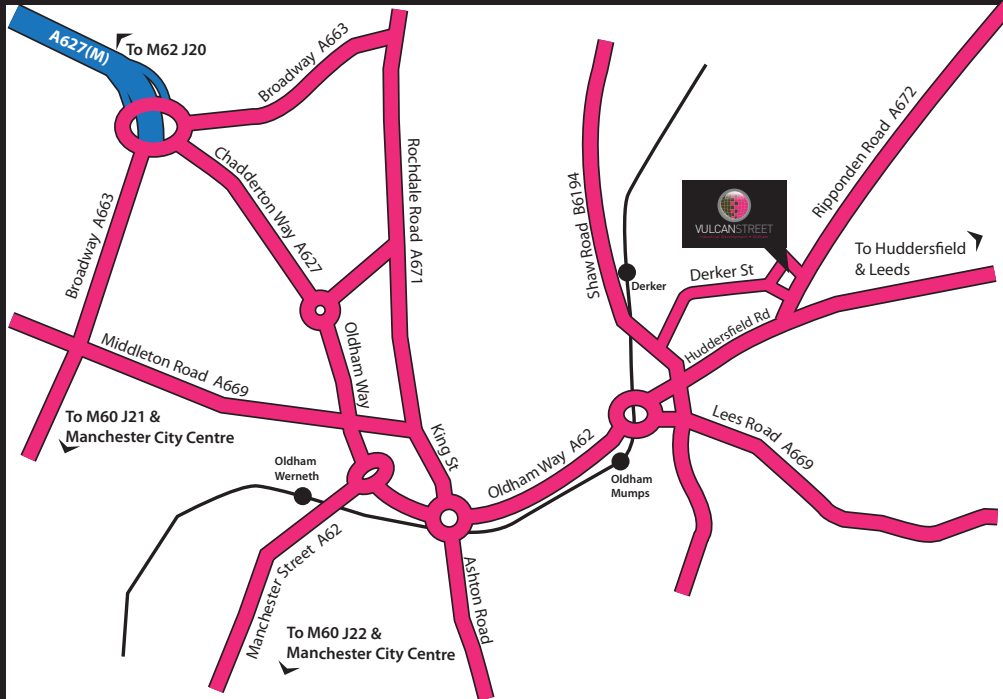 A627(M)
To M62 J20
Broadway A663
Chadderton Way A627
Rochdale Road A671
Broadway A663
Shaw Road B6194
Ripponden Road A672
VULCANSTREET
To Huddersfield
& Leeds
Derker St
Derker
Huddersfield Rd
Oldham Way
Middleton Road A669
To M60 J21 &
Manchester City Centre
King St
Lees Road A669
Oldham Way A62
Oldham
Werneth
Oldham
Mumps
Manchester Street A62
Ashton Road
To M60 J22 &
Manchester City Centre